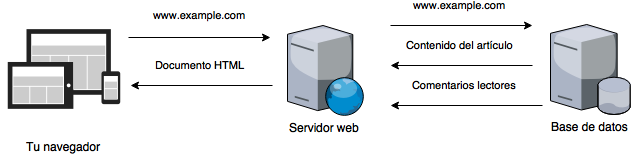 www.example.com
www.example.com
Contenido del artículo
Documento HTML
Comentarios lectores
Servidor web
Base de datos
Tu navegador